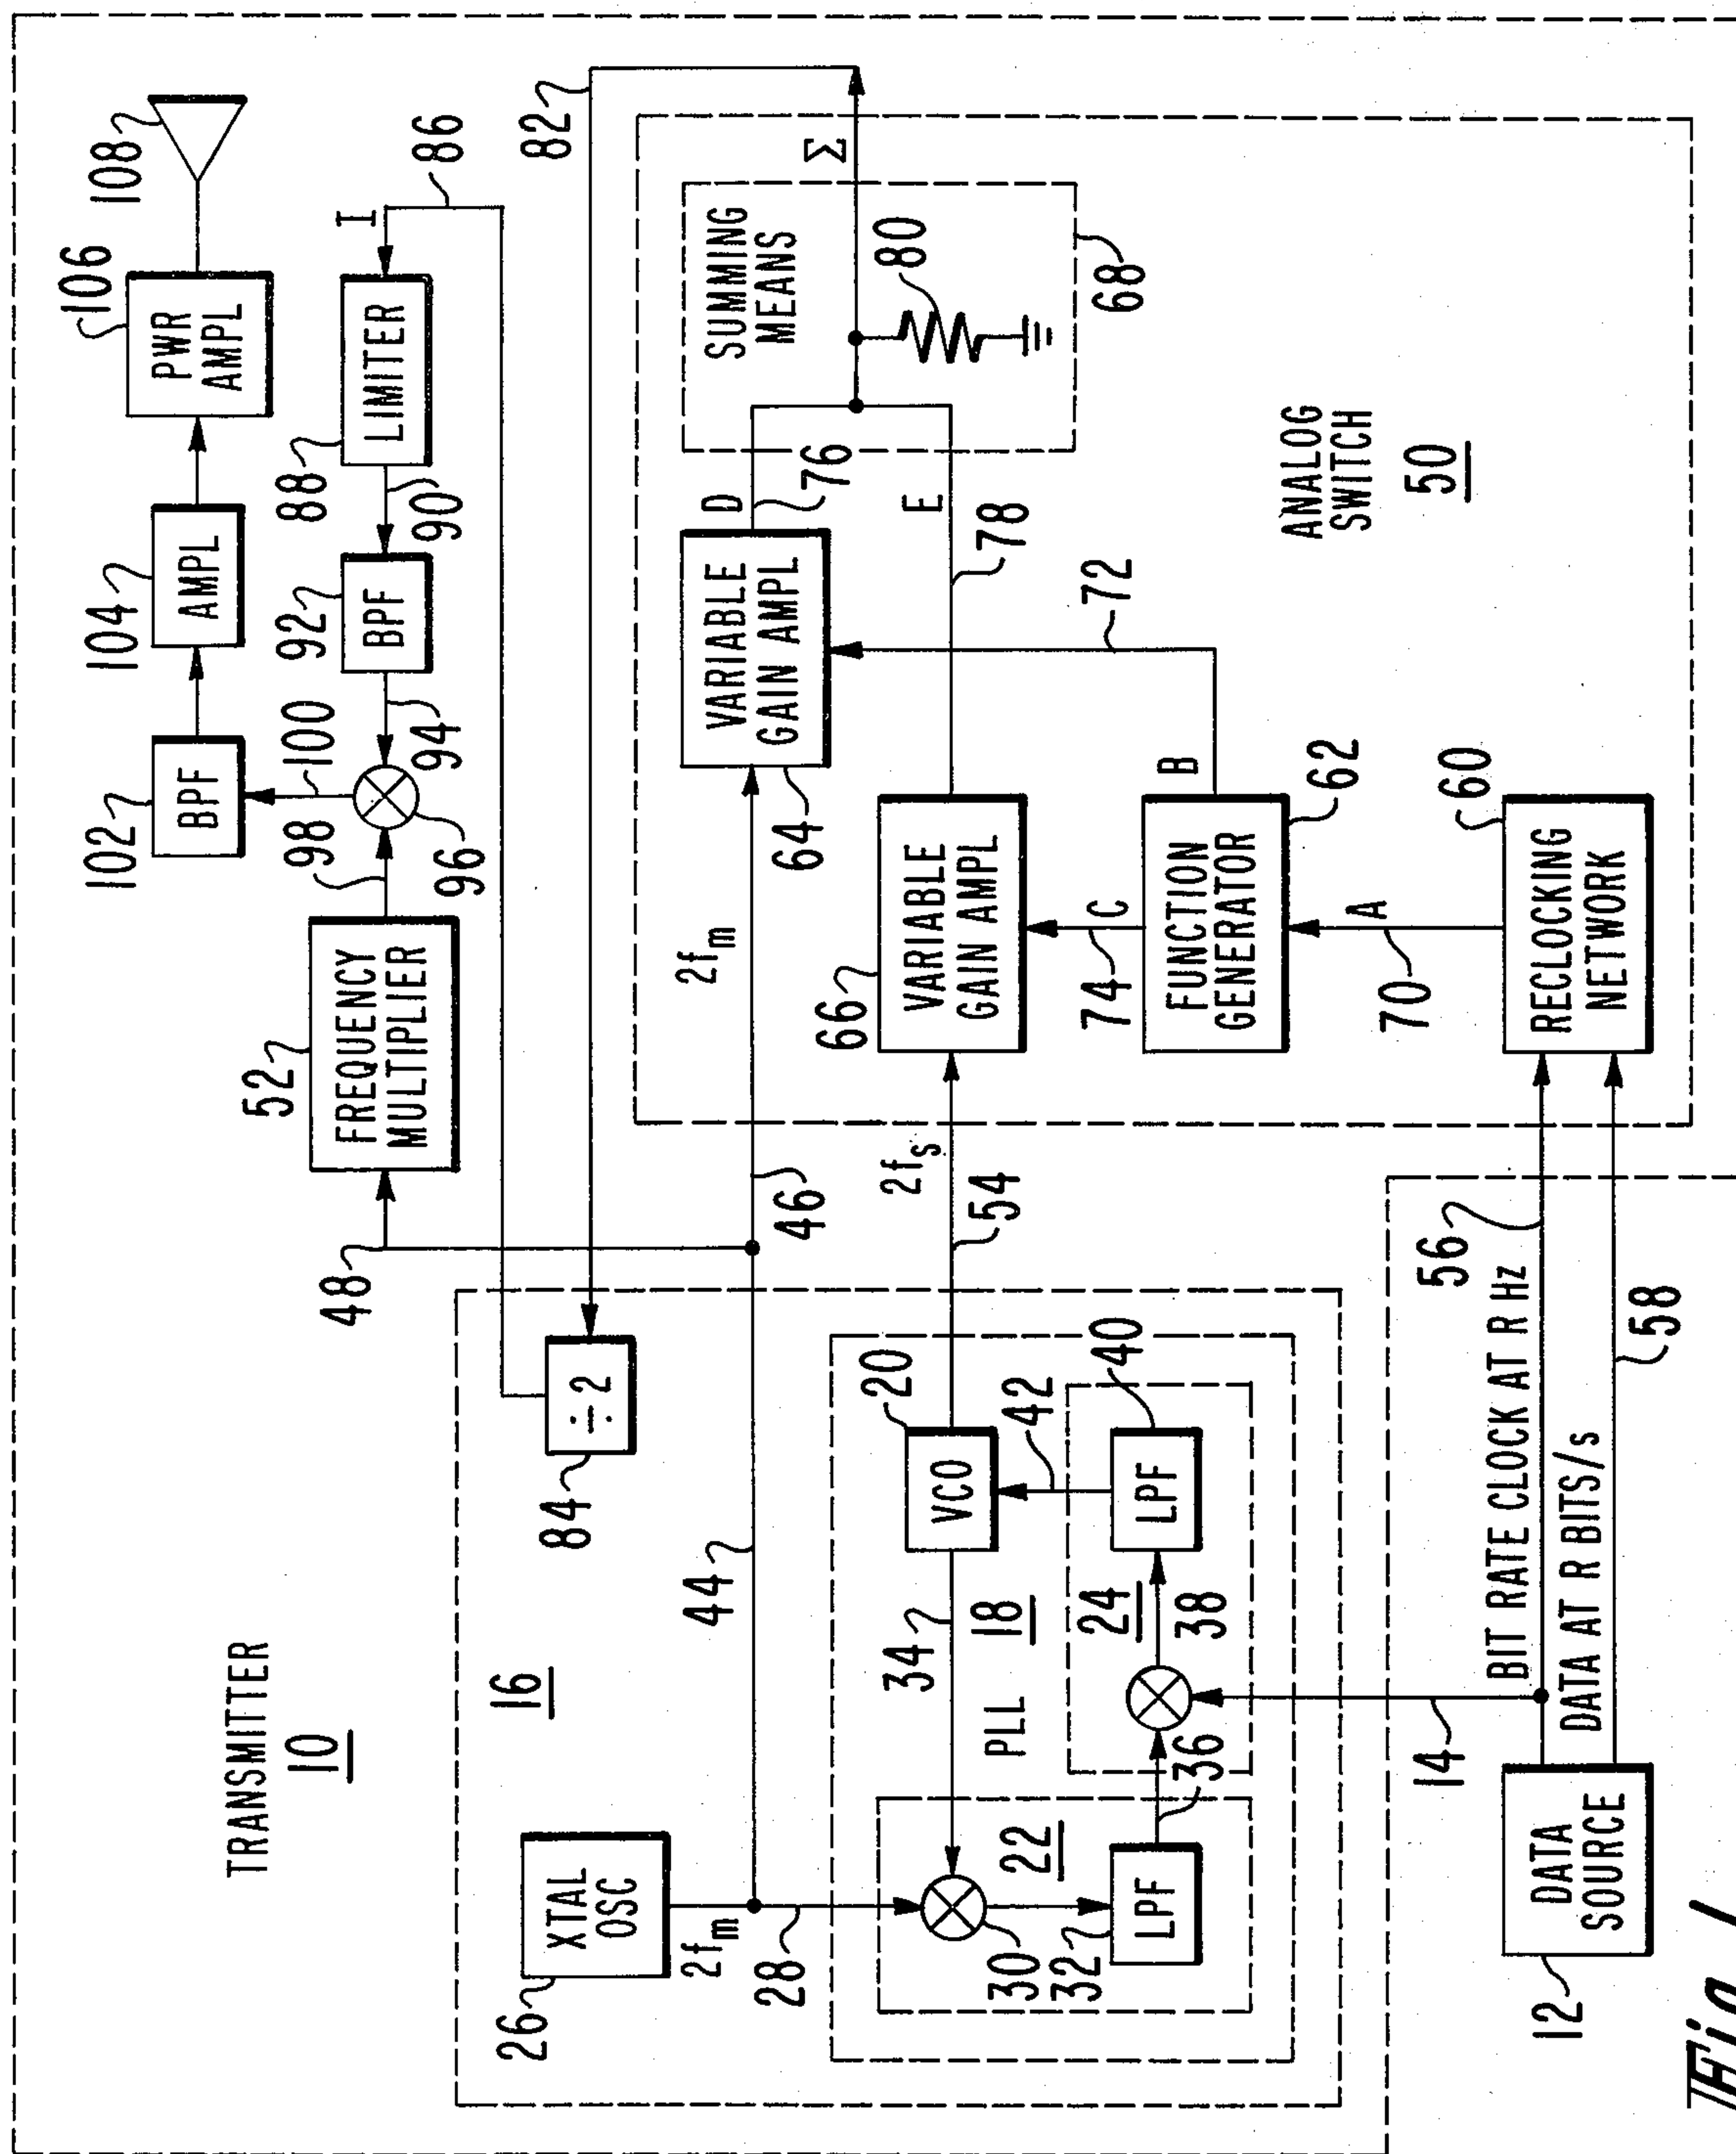 TRANSMITTER
10
16
XTAL
OSC
26
2fm
28
44
30
22
32
LPF
36
34
PLL
18
VCO
20
42
24
38
LPF
40
÷2
84
48
46
54
2fs
2fm
52
FREQUENCY
MULTIPLIER
98
96
100
94
102
BPF
104
AMPL
106
PWR
AMPL
108
92
BPF
90
88
LIMITER
I
86
82
Σ
64
VARIABLE
GAIN AMPL
66
VARIABLE
GAIN AMPL
D
76
E
78
72
SUMMING
MEANS
80
68
74
C
B
FUNCTION
GENERATOR
62
70
A
RECLOCKING
NETWORK
60
ANALOG
SWITCH
50
DATA
SOURCE
12
14
BIT RATE CLOCK AT R Hz
56
DATA AT R BITS/s
58
Fig. 1